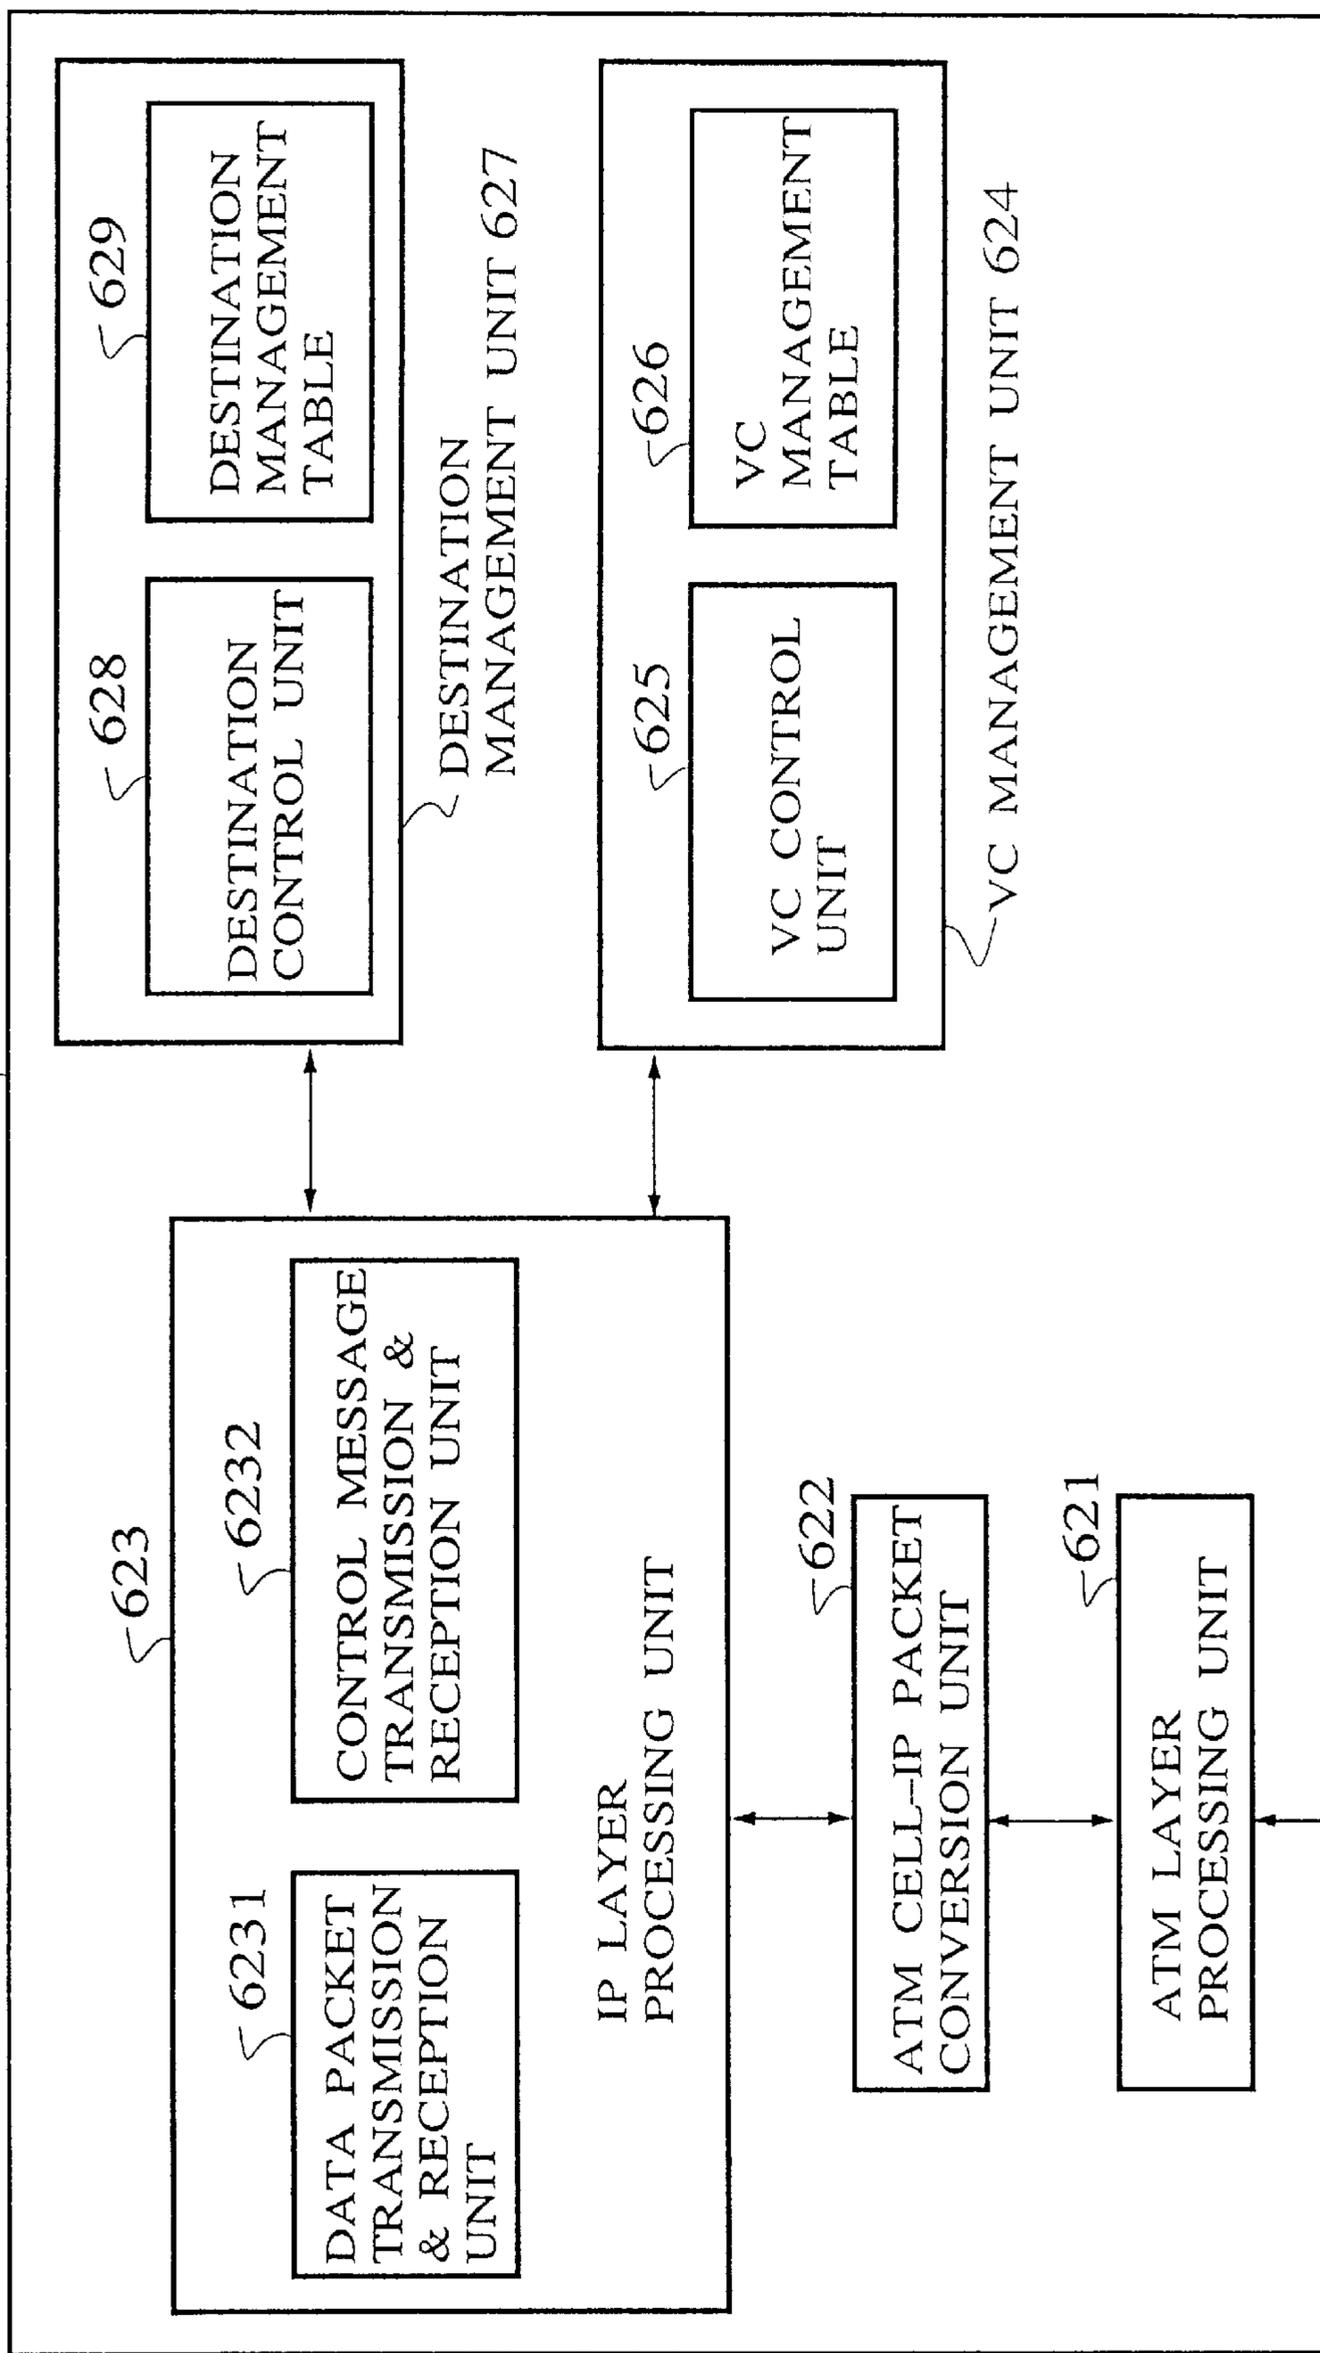 623
6231
DATA PACKET
TRANSMISSION
& RECEPTION
UNIT
6232
CONTROL MESSAGE
TRANSMISSION &
RECEPTION UNIT
IP LAYER
PROCESSING UNIT
628
DESTINATION
CONTROL UNIT
629
DESTINATION
MANAGEMENT
TABLE
DESTINATION
MANAGEMENT UNIT 627
625
VC CONTROL
UNIT
626
VC
MANAGEMENT
TABLE
VC MANAGEMENT UNIT 624
622
ATM CELL–IP PACKET
CONVERSION UNIT
621
ATM LAYER
PROCESSING UNIT